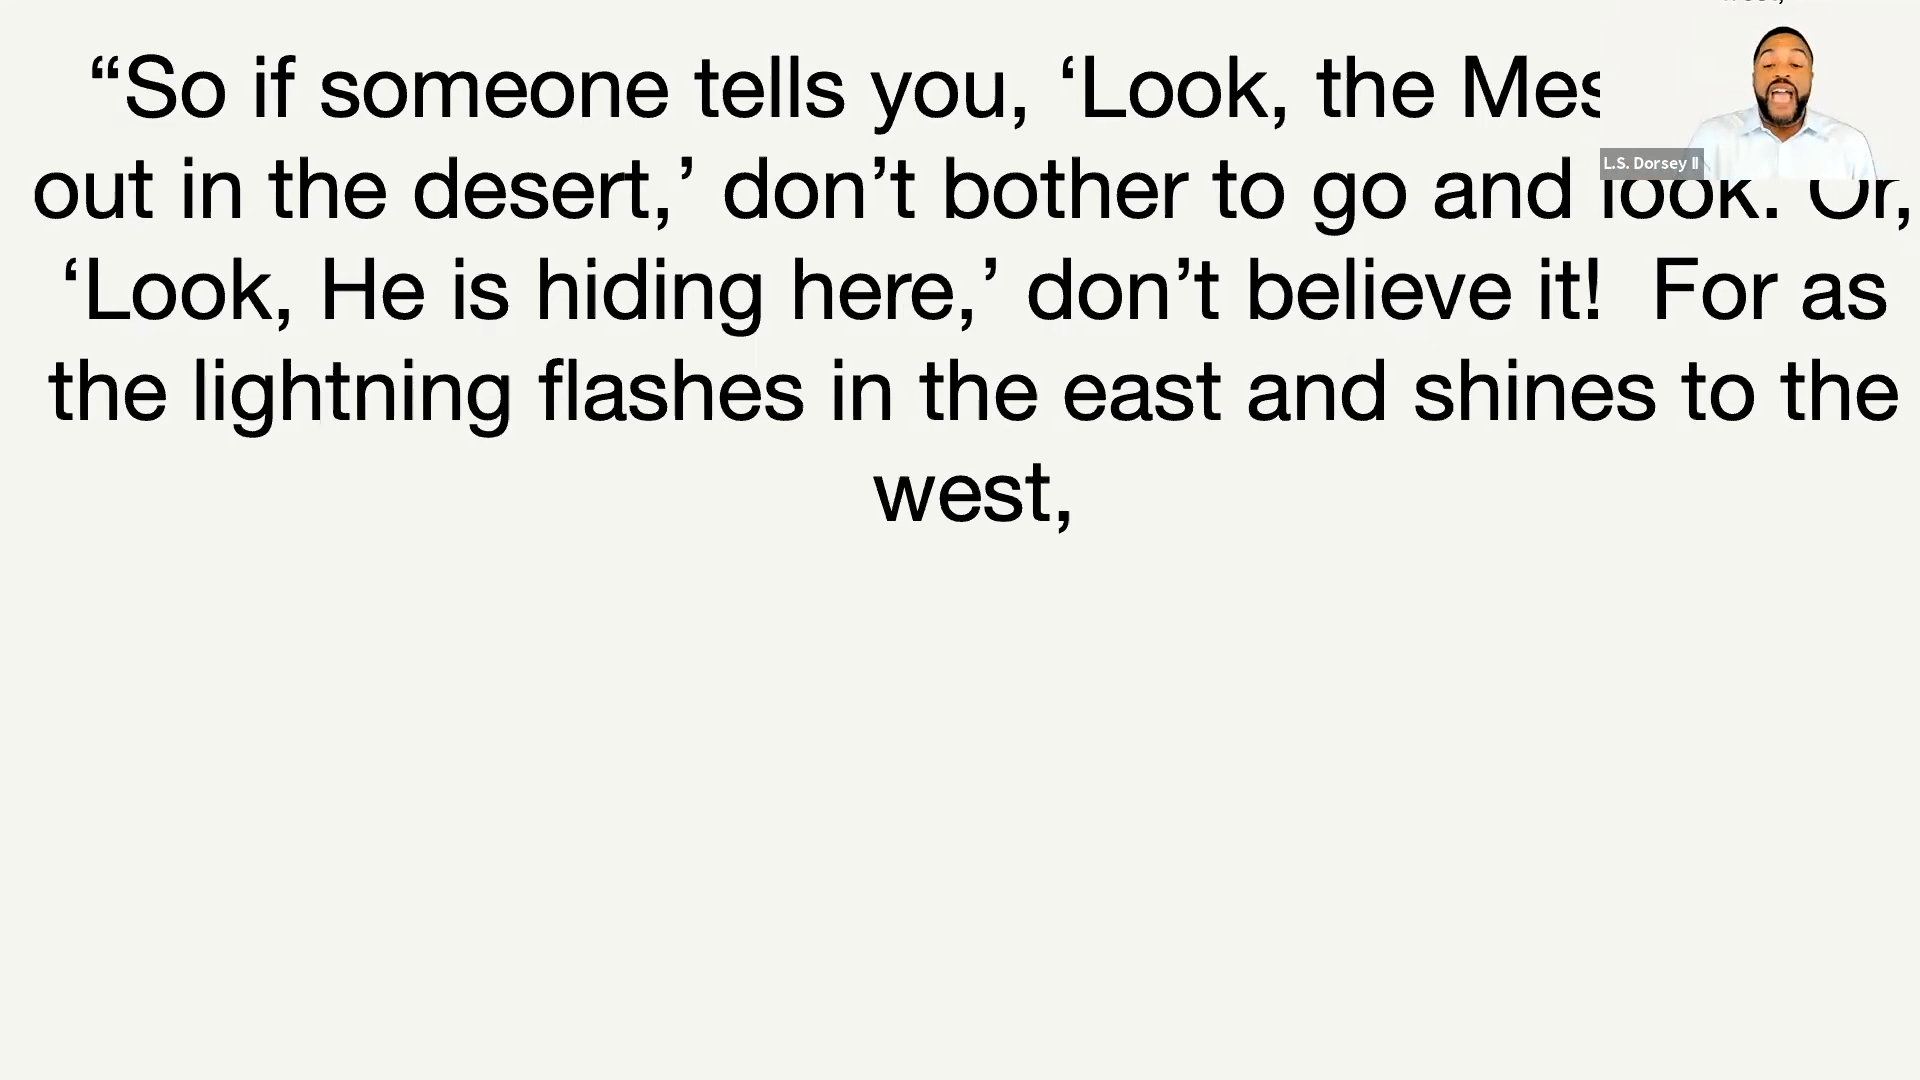 “So if someone tells you, ‘Look, the
out in the desert,’ don’t bother to go and look. Or,
‘Look, He is hiding here,’ don’t believe it!  For as
the lightning flashes in the east and shines to the
west,
L.S. Dorsey II